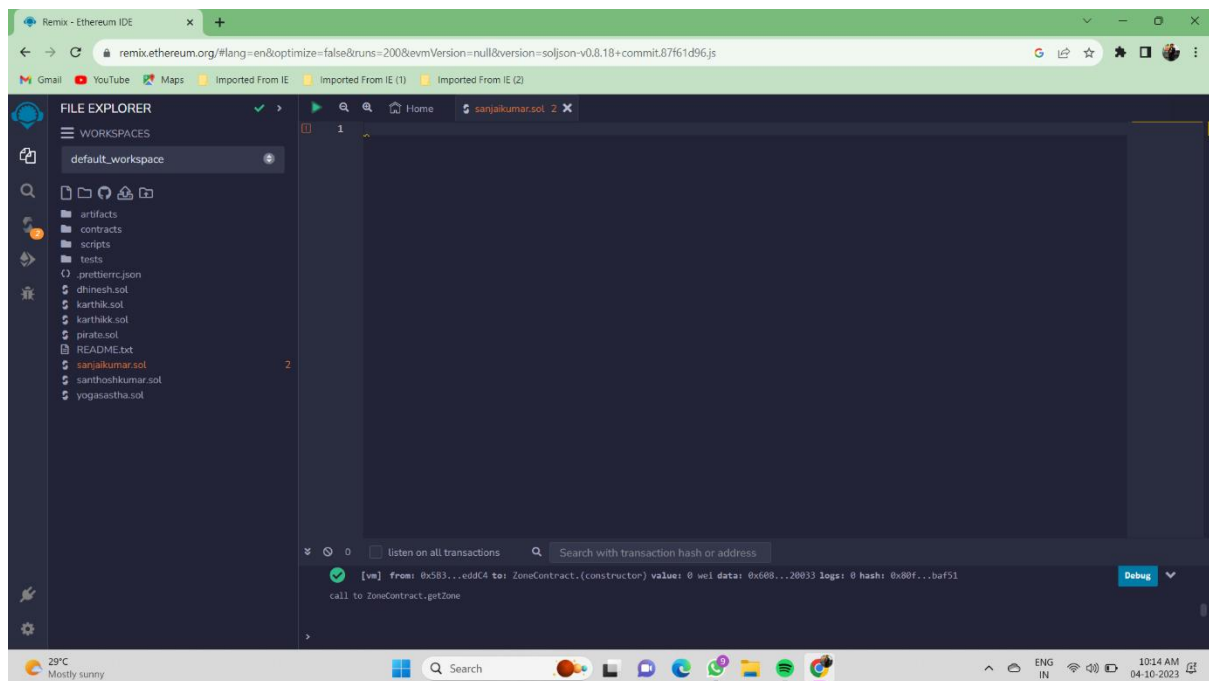 Remix - Ethereum IDE
remix.ethereum.org/#lang=en&optimize=false&runs=200&evmVersion=null&version=soljson-v0.8.18+commit.87f61d96.js
Gmail YouTube Maps Imported From IE Imported From IE (1) Imported From IE (2)
FILE EXPLORER
Home sanjaikumar.sol 2
WORKSPACES
1
default_workspace
2
artifacts
contracts
scripts
tests
.prettierrc.json
dhinesh.sol
karthik.sol
karthikk.sol
pirate.sol
README.txt
sanjaikumar.sol 2
santhoshkumar.sol
yogasastha.sol
0 listen on all transactions Search with transaction hash or address
[vm] from: 0x5B3...eddC4 to: ZoneContract.(constructor) value: 0 wei data: 0x608...20033 logs: 0 hash: 0x80f...baf51 Debug
call to ZoneContract.getZone
>
29°C
Mostly sunny
Search
9
ENG
IN
10:14 AM
04-10-2023